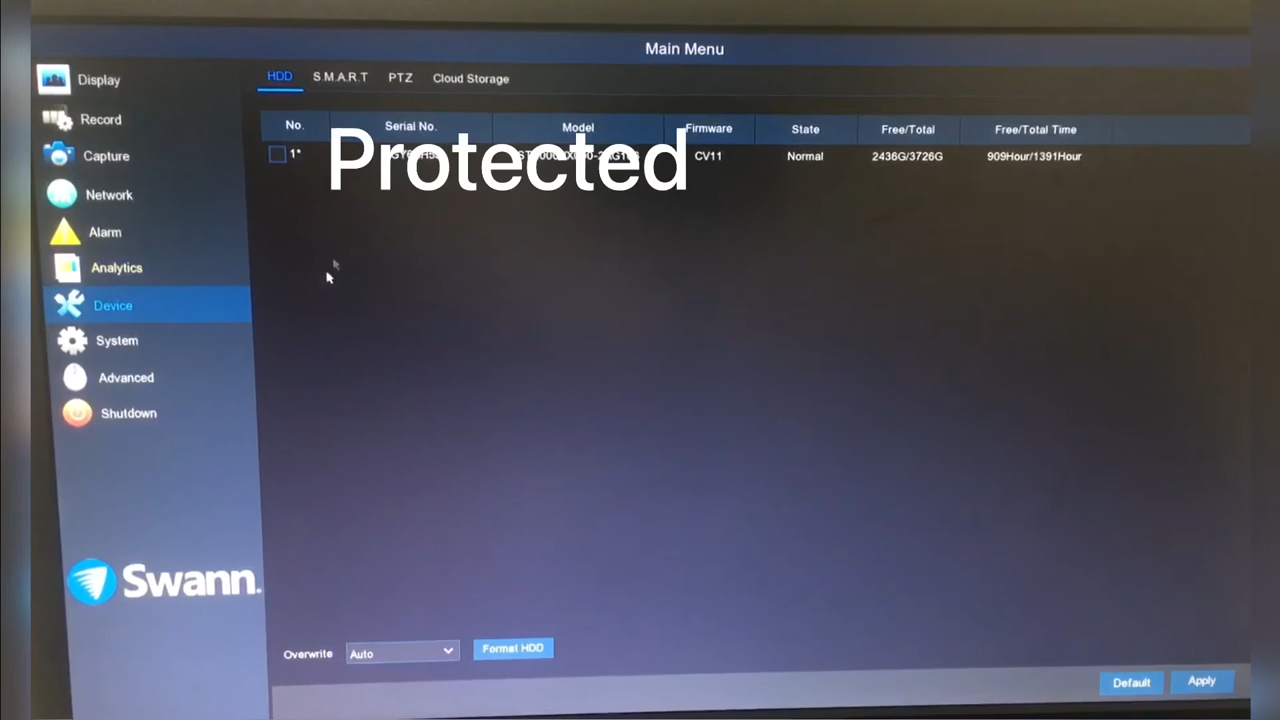 Main Menu
Display
Record
Capture
Network
Alarm
Analytics
Device
System
Advanced
Shutdown
Swann.
HDD S.M.A.R.T PTZ Cloud Storage
No. Serial No. Model Firmware State Free/Total Free/Total Time
1* CV11 Normal 2436G/3726G 909Hour/1391Hour
Protected
Overwrite Auto Format HDD
Default Apply